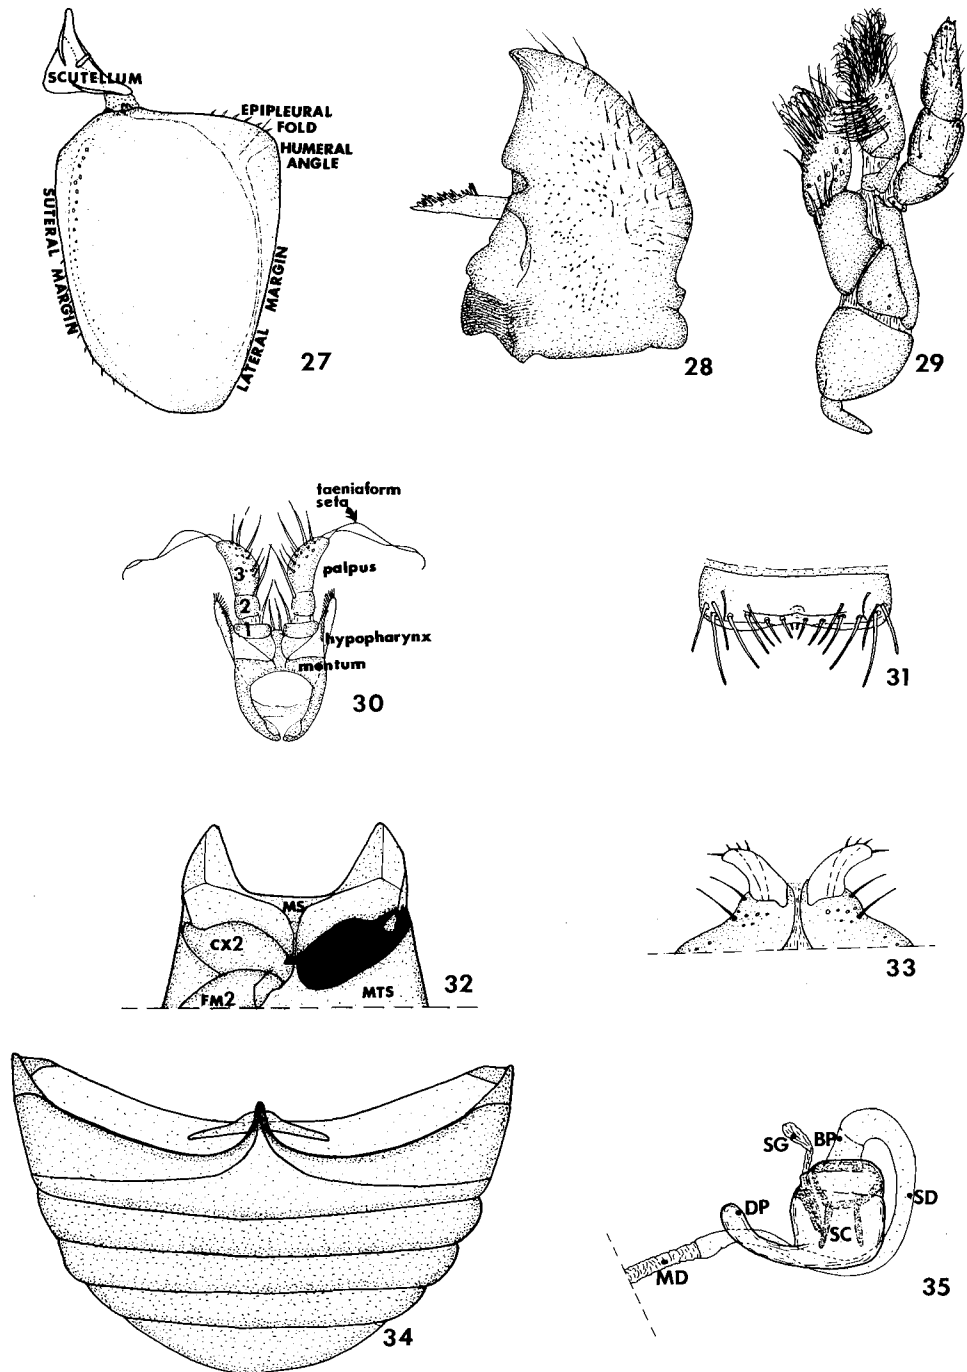 SCUTELLUM
EPIPLEURAL
FOLD
HUMERAL
ANGLE
SUTERAL MARGIN
LATERAL MARGIN
27
28
29
taeniaform
seta
3
palpus
2
1
hypopharynx
mentum
30
31
MS
CX2
FM2
MTS
32
33
34
SG
BP
SD
DP
SC
MD
35